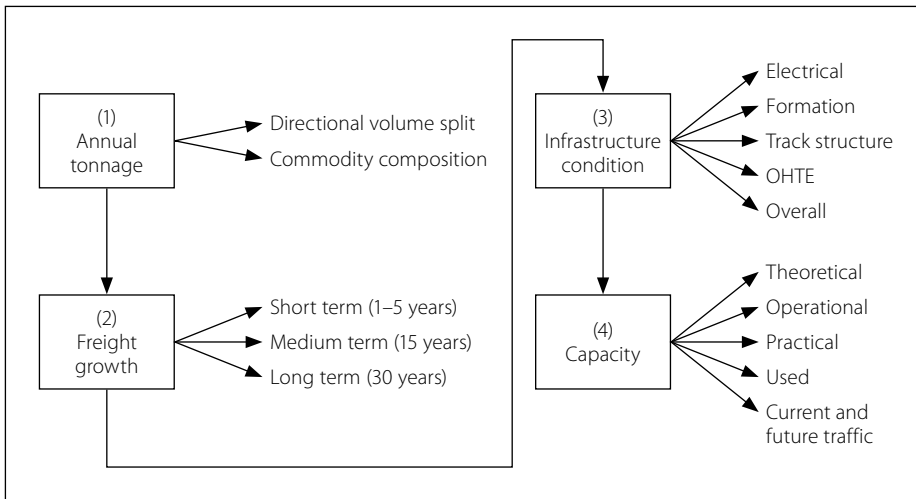 (1)
Annual
tonnage
Directional volume split
Commodity composition
(2)
Freight
growth
Short term (1–5 years)
Medium term (15 years)
Long term (30 years)
(3)
Infrastructure
condition
Electrical
Formation
Track structure
OHTE
Overall
(4)
Capacity
Theoretical
Operational
Practical
Used
Current and
future traffic